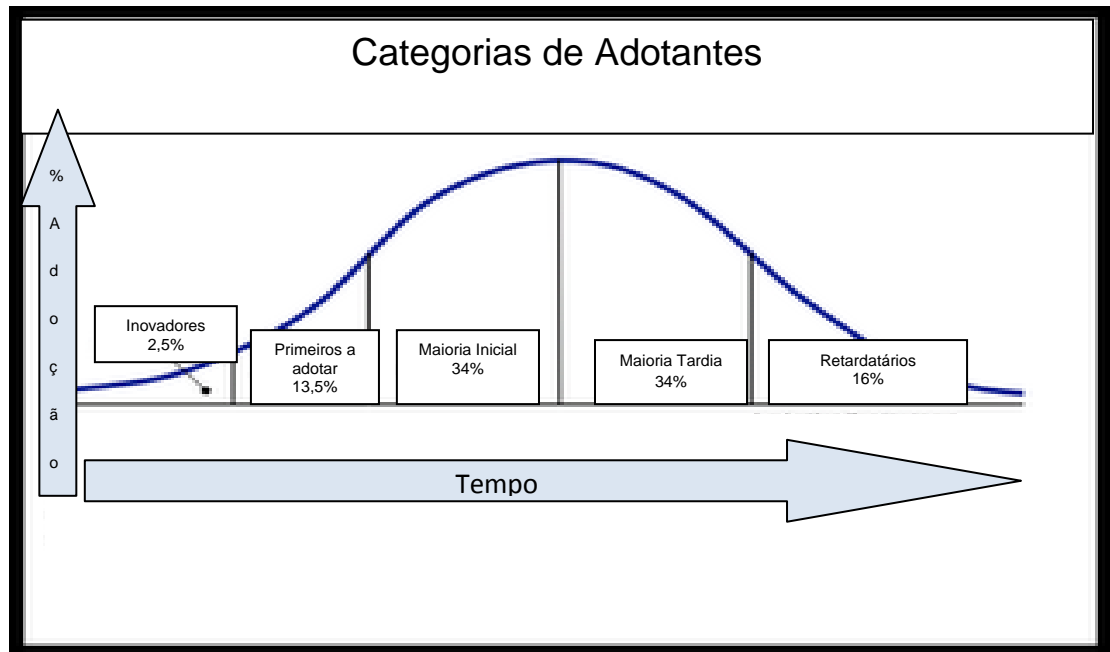 Categorias de Adotantes
%
A
d
o
ç
ã
o
Inovadores
2,5%
Primeiros a
adotar
13,5%
Maioria Inicial
34%
Maioria Tardia
34%
Retardatários
16%
Tempo